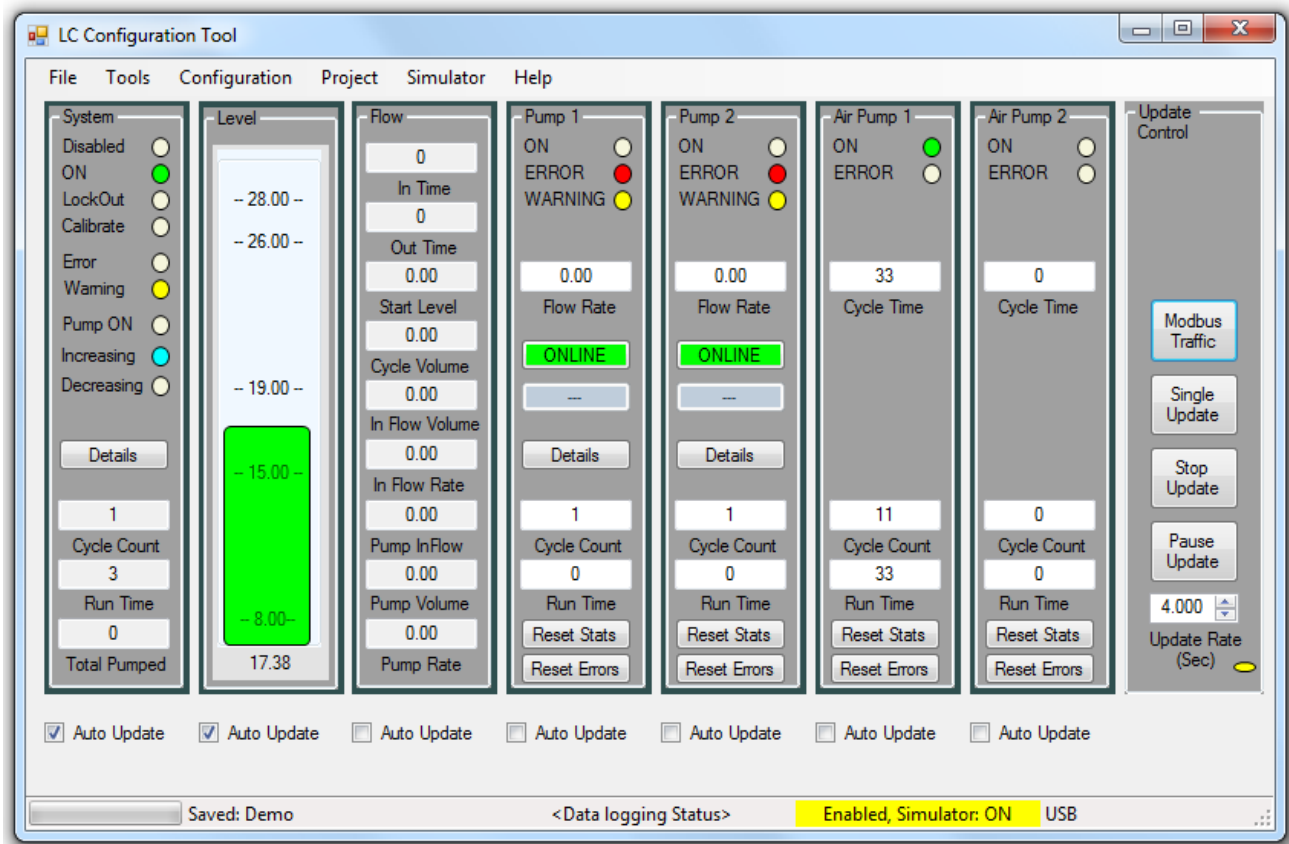 LC Configuration Tool
File Tools Configuration Project Simulator Help
System
Disabled
ON
LockOut
Calibrate
Error
Warning
Pump ON
Increasing
Decreasing
Details
1
Cycle Count
3
Run Time
0
Total Pumped
Level
-- 28.00 --
-- 26.00 --
-- 19.00 --
-- 15.00 --
-- 8.00--
17.38
Flow
0
In Time
0
Out Time
0.00
Start Level
0.00
Cycle Volume
0.00
In Flow Volume
0.00
In Flow Rate
0.00
Pump InFlow
0.00
Pump Volume
0.00
Pump Rate
Pump 1
ON
ERROR
WARNING
0.00
Flow Rate
ONLINE
---
Details
1
Cycle Count
0
Run Time
Reset Stats
Reset Errors
Pump 2
ON
ERROR
WARNING
0.00
Flow Rate
ONLINE
---
Details
1
Cycle Count
0
Run Time
Reset Stats
Reset Errors
Air Pump 1
ON
ERROR
33
Cycle Time
11
Cycle Count
33
Run Time
Reset Stats
Reset Errors
Air Pump 2
ON
ERROR
0
Cycle Time
0
Cycle Count
0
Run Time
Reset Stats
Reset Errors
Update
Control
Modbus
Traffic
Single
Update
Stop
Update
Pause
Update
4.000
Update Rate
(Sec)
Auto Update Auto Update Auto Update Auto Update Auto Update Auto Update Auto Update
Saved: Demo <Data logging Status> Enabled, Simulator: ON USB